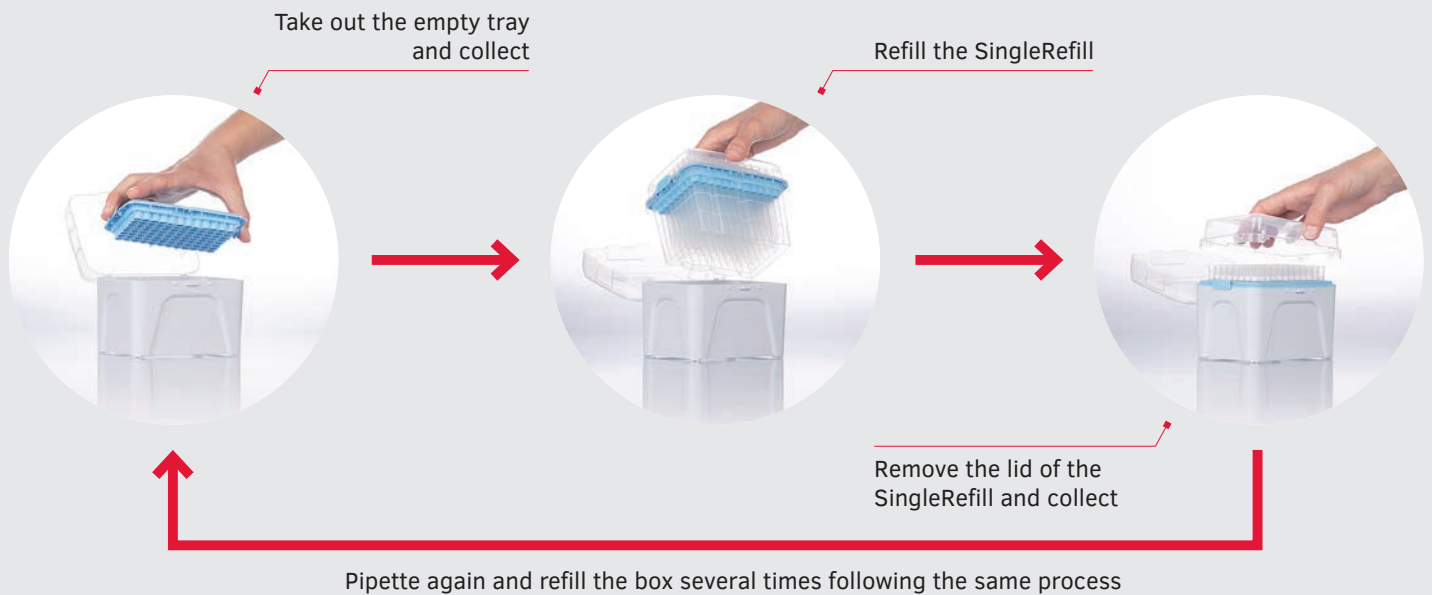 Take out the empty tray
and collect
Refill the SingleRefill
Remove the lid of the
SingleRefill and collect
Pipette again and refill the box several times following the same process